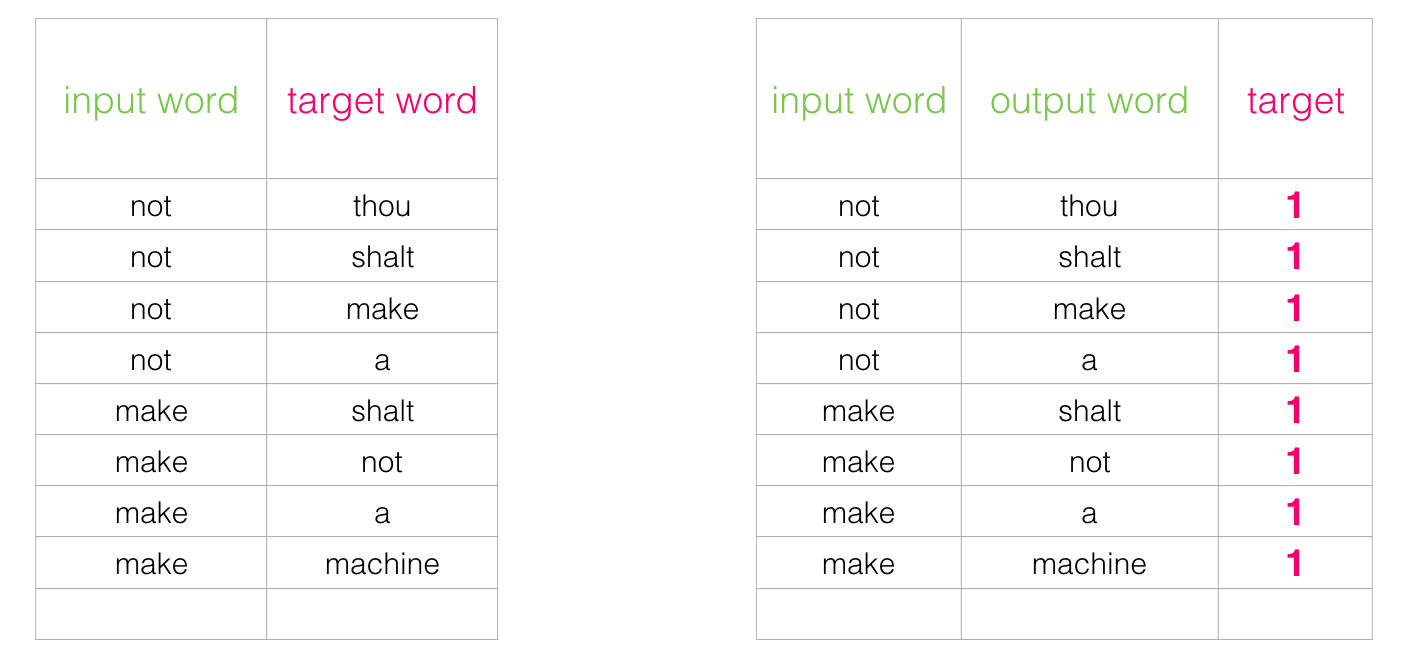 input word target word
not thou
not shalt
not make
not a
make shalt
make not
make a
make machine
input word output word target
not thou 1
not shalt 1
not make 1
not a 1
make shalt 1
make not 1
make a 1
make machine 1